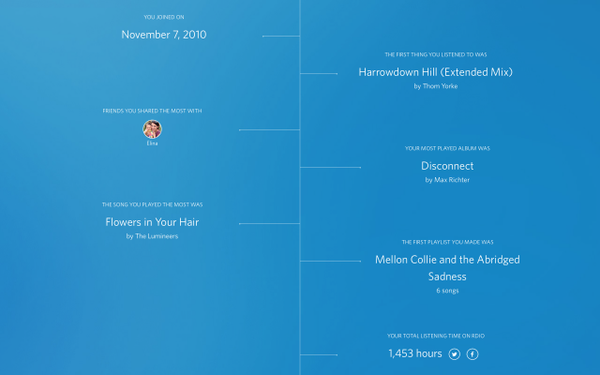 YOU JOINED ON
November 7, 2010
THE FIRST THING YOU LISTENED TO WAS
Harrowdown Hill (Extended Mix)
by Thom Yorke
FRIENDS YOU SHARED THE MOST WITH
Elina
YOUR MOST PLAYED ALBUM WAS
Disconnect
by Max Richter
THE SONG YOU PLAYED THE MOST WAS
Flowers in Your Hair
by The Lumineers
THE FIRST PLAYLIST YOU MADE WAS
Mellon Collie and the Abridged
Sadness
6 songs
YOUR TOTAL LISTENING TIME ON RDIO
1,453 hours